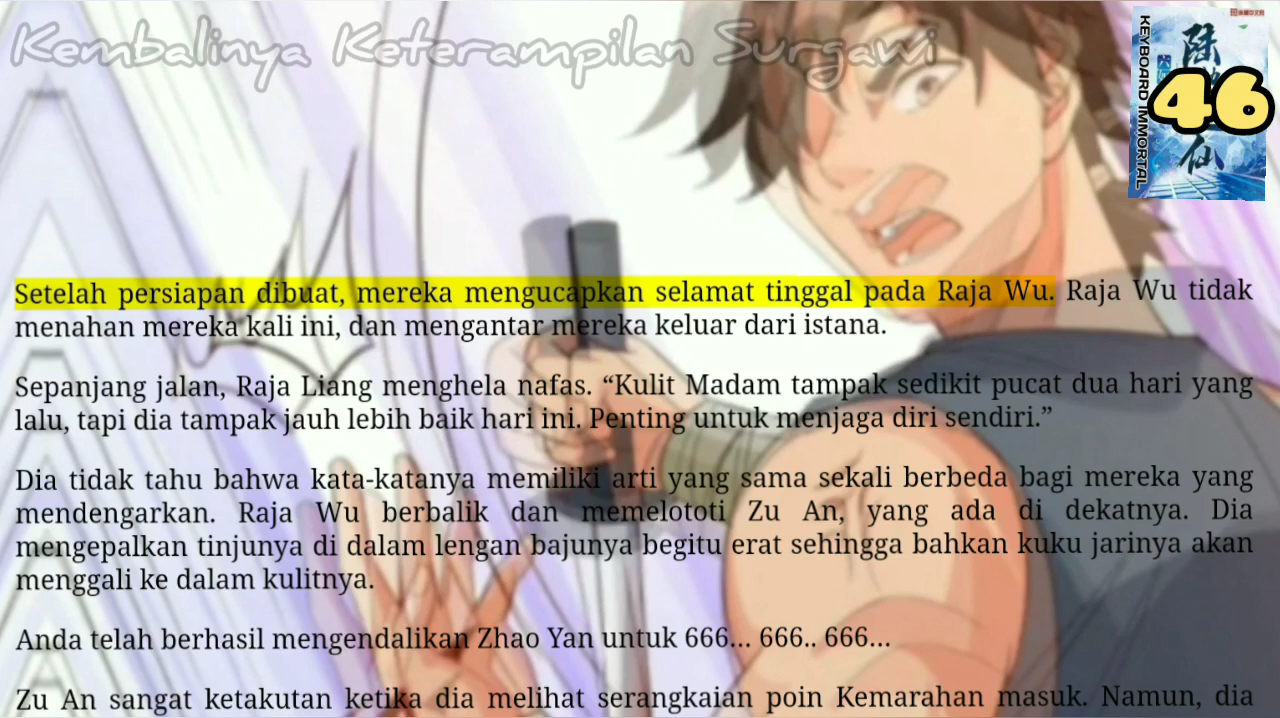 Kembalinya Keterampilan Surgawi
KEYBOARD IMMORTAL
46
Setelah persiapan dibuat, mereka mengucapkan selamat tinggal pada Raja Wu. Raja Wu tidak
menahan mereka kali ini, dan mengantar mereka keluar dari istana.
Sepanjang jalan, Raja Liang menghela nafas. “Kulit Madam tampak sedikit pucat dua hari yang
lalu, tapi dia tampak jauh lebih baik hari ini. Penting untuk menjaga diri sendiri.”
Dia tidak tahu bahwa kata-katanya memiliki arti yang sama sekali berbeda bagi mereka yang
mendengarkan. Raja Wu berbalik dan memelototi Zu An, yang ada di dekatnya. Dia
mengepalkan tinjunya di dalam lengan bajunya begitu erat sehingga bahkan kuku jarinya akan
menggali ke dalam kulitnya.
Anda telah berhasil mengendalikan Zhao Yan untuk 666… 666.. 666…
Zu An sangat ketakutan ketika dia melihat serangkaian poin Kemarahan masuk. Namun, dia